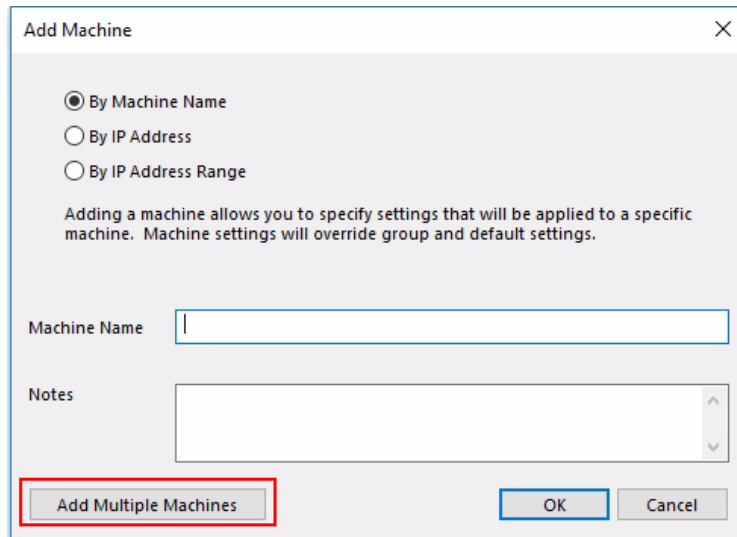 Add Machine
By Machine Name
By IP Address
By IP Address Range
Adding a machine allows you to specify settings that will be applied to a specific
machine.  Machine settings will override group and default settings.
Machine Name
Notes
Add Multiple Machines
OK
Cancel